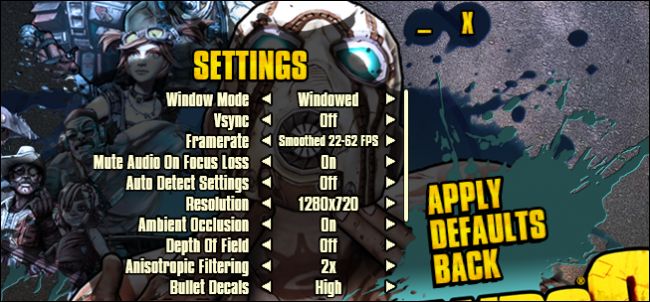 _ X
SETTINGS
Window Mode Windowed
Vsync Off
Framerate Smoothed 22-62 FPS
Mute Audio On Focus Loss On
Auto Detect Settings Off
Resolution 1280x720
Ambient Occlusion On
Depth Of Field Off
Anisotropic Filtering 2x
Bullet Decals High
APPLY
DEFAULTS
BACK